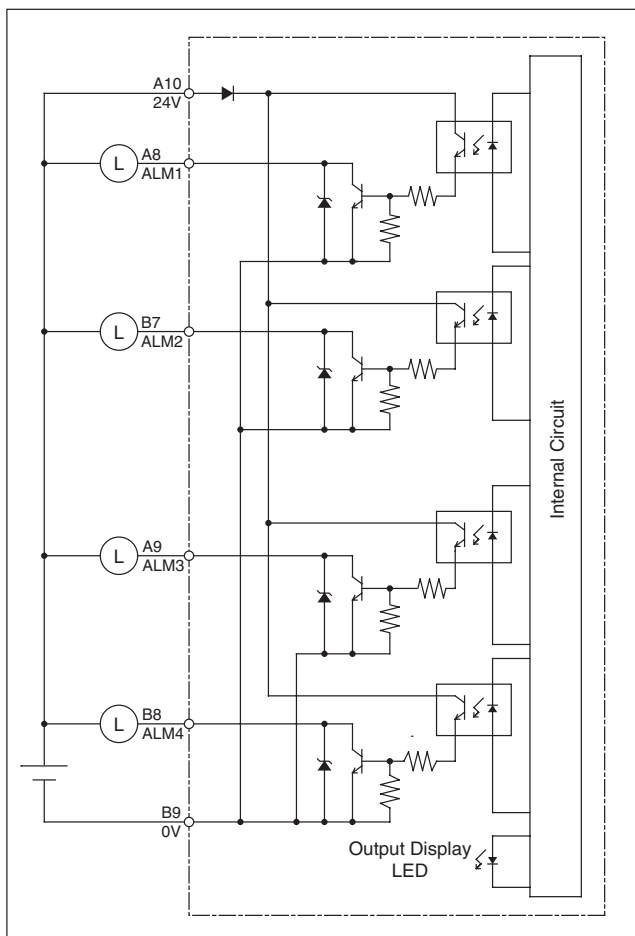 A10
24V
L
A8
ALM1
L
B7
ALM2
L
A9
ALM3
L
B8
ALM4
B9
0V
Internal Circuit
Output Display
LED